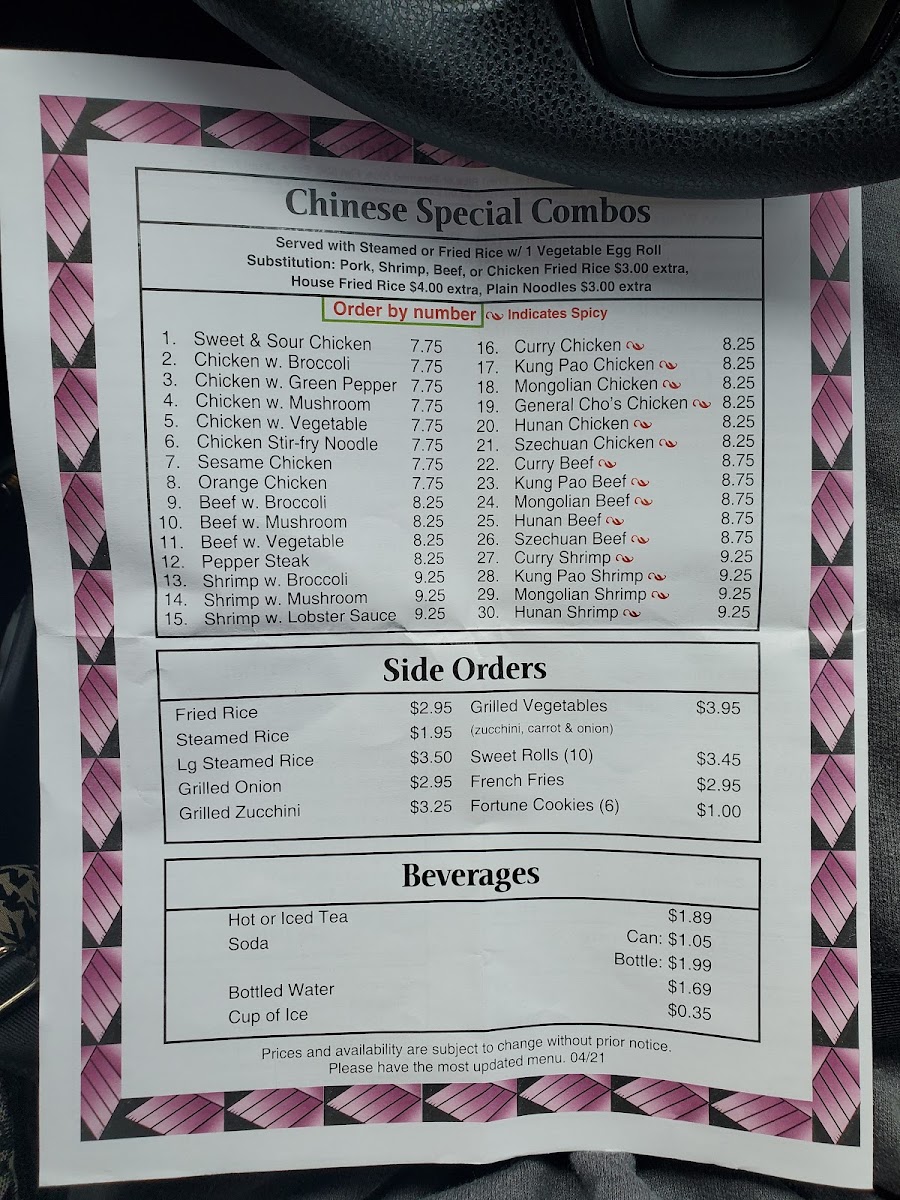 Chinese Special Combos
Served with Steamed or Fried Rice w/ 1 Vegetable Egg Roll
Substitution: Pork, Shrimp, Beef, or Chicken Fried Rice $3.00 extra,
House Fried Rice $4.00 extra, Plain Noodles $3.00 extra
Order by number Indicates Spicy
1. Sweet & Sour Chicken 7.75
2. Chicken w. Broccoli 7.75
3. Chicken w. Green Pepper 7.75
4. Chicken w. Mushroom 7.75
5. Chicken w. Vegetable 7.75
6. Chicken Stir-fry Noodle 7.75
7. Sesame Chicken 7.75
8. Orange Chicken 7.75
9. Beef w. Broccoli 8.25
10. Beef w. Mushroom 8.25
11. Beef w. Vegetable 8.25
12. Pepper Steak 8.25
13. Shrimp w. Broccoli 9.25
14. Shrimp w. Mushroom 9.25
15. Shrimp w. Lobster Sauce 9.25
16. Curry Chicken 8.25
17. Kung Pao Chicken 8.25
18. Mongolian Chicken 8.25
19. General Cho's Chicken 8.25
20. Hunan Chicken 8.25
21. Szechuan Chicken 8.25
22. Curry Beef 8.75
23. Kung Pao Beef 8.75
24. Mongolian Beef 8.75
25. Hunan Beef 8.75
26. Szechuan Beef 8.75
27. Curry Shrimp 9.25
28. Kung Pao Shrimp 9.25
29. Mongolian Shrimp 9.25
30. Hunan Shrimp 9.25
Side Orders
Fried Rice $2.95
Steamed Rice $1.95
Lg Steamed Rice $3.50
Grilled Onion $2.95
Grilled Zucchini $3.25
Grilled Vegetables $3.95
(zucchini, carrot & onion)
Sweet Rolls (10) $3.45
French Fries $2.95
Fortune Cookies (6) $1.00
Beverages
Hot or Iced Tea $1.89
Soda Can: $1.05
Bottle: $1.99
Bottled Water $1.69
Cup of Ice $0.35
Prices and availability are subject to change without prior notice.
Please have the most updated menu. 04/21